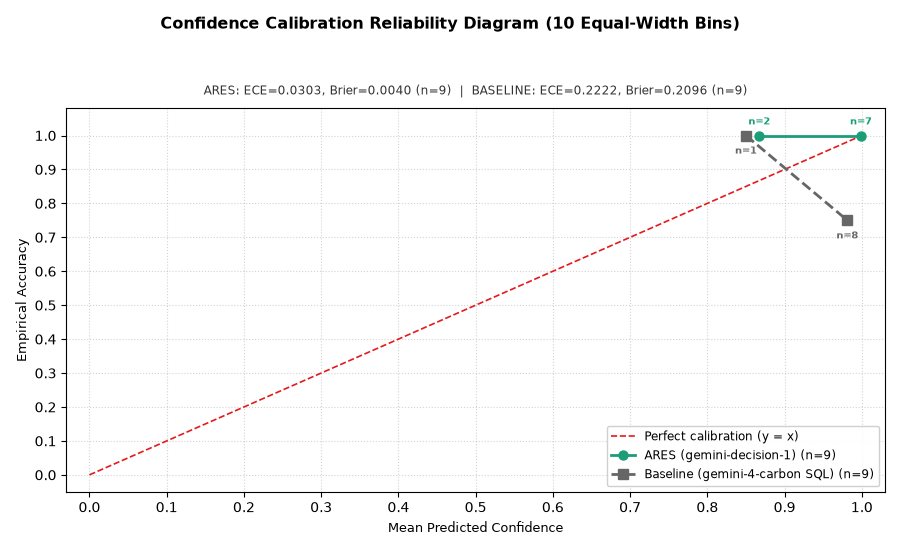 Confidence Calibration Reliability Diagram (10 Equal-Width Bins)
ARES: ECE=0.0303, Brier=0.0040 (n=9)  |  BASELINE: ECE=0.2222, Brier=0.2096 (n=9)
n=2
n=7
n=1
n=8
1.0
0.9
0.8
0.7
0.6
0.5
0.4
0.3
0.2
0.1
0.0
Empirical Accuracy
Perfect calibration (y = x)
ARES (gemini-decision-1) (n=9)
Baseline (gemini-4-carbon SQL) (n=9)
0.0 0.1 0.2 0.3 0.4 0.5 0.6 0.7 0.8 0.9 1.0
Mean Predicted Confidence